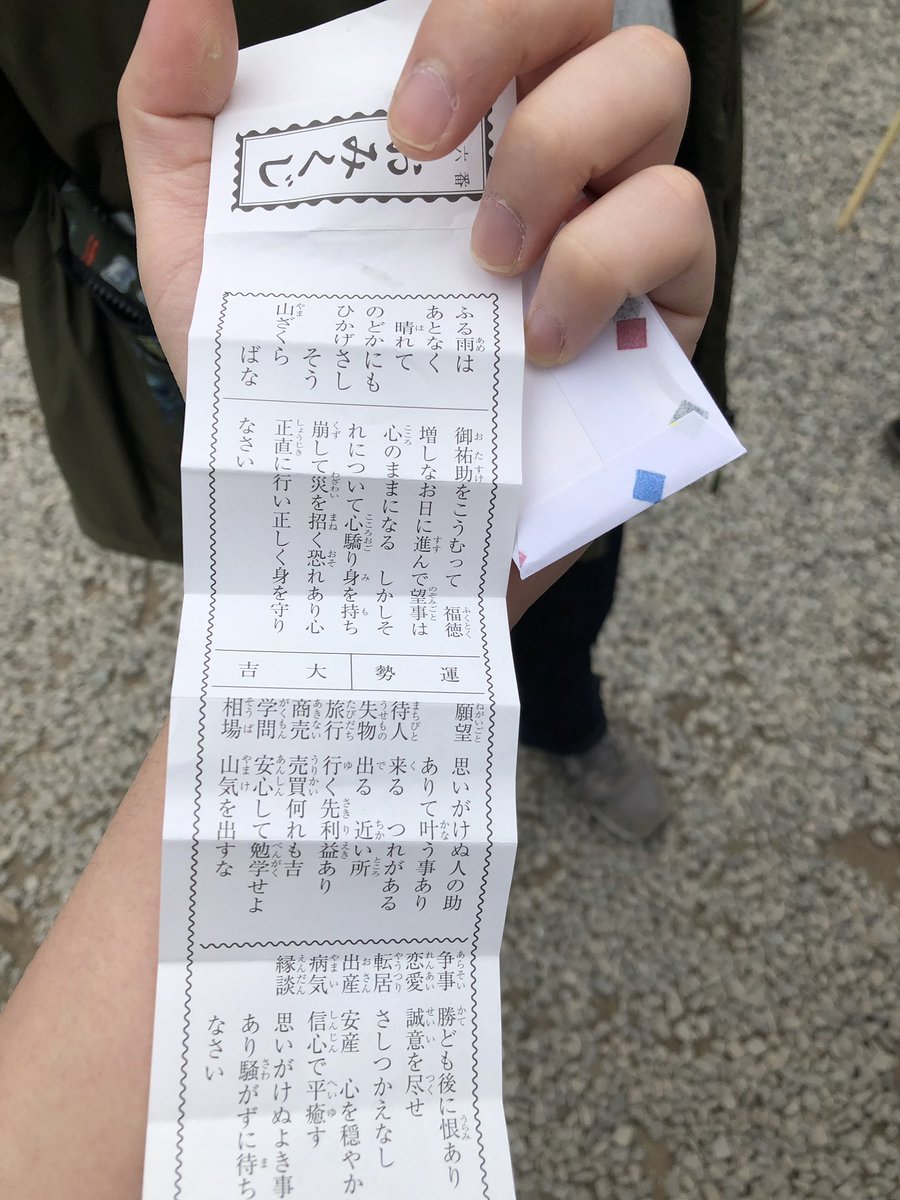 六番
おみくじ
ふる雨は
あとなく
晴れて
のどかにも
ひかげさし
そう
山ざくら
ばな
御祐助をこうむって 福徳
増しなお日に進んで望事は
心のままになる しかしそ
れについて心驕り身を持ち
崩して災を招く恐れあり心
正直に行い正しく身を守り
なさい
運勢
大吉
願望 思いがけぬ人の助
ありて叶う事あり
待人 来る つれがある
失物 出る 近い所
旅行 行く先利益あり
商売 売買何れも吉
学問 安心して勉学せよ
相場 山気を出すな
争事 勝ども後に恨あり
恋愛 誠意を尽せ
転居 さしつかえなし
出産 安産 心を穏やか
病気 信心で平癒す
縁談 思いがけぬよき事
あり騒がずに待ち
なさい